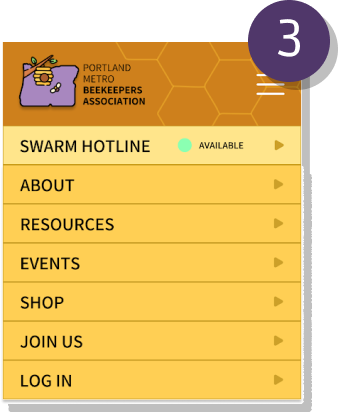 3
PORTLAND
METRO
BEEKEEPERS
ASSOCIATION
SWARM HOTLINE AVAILABLE
ABOUT
RESOURCES
EVENTS
SHOP
JOIN US
LOG IN